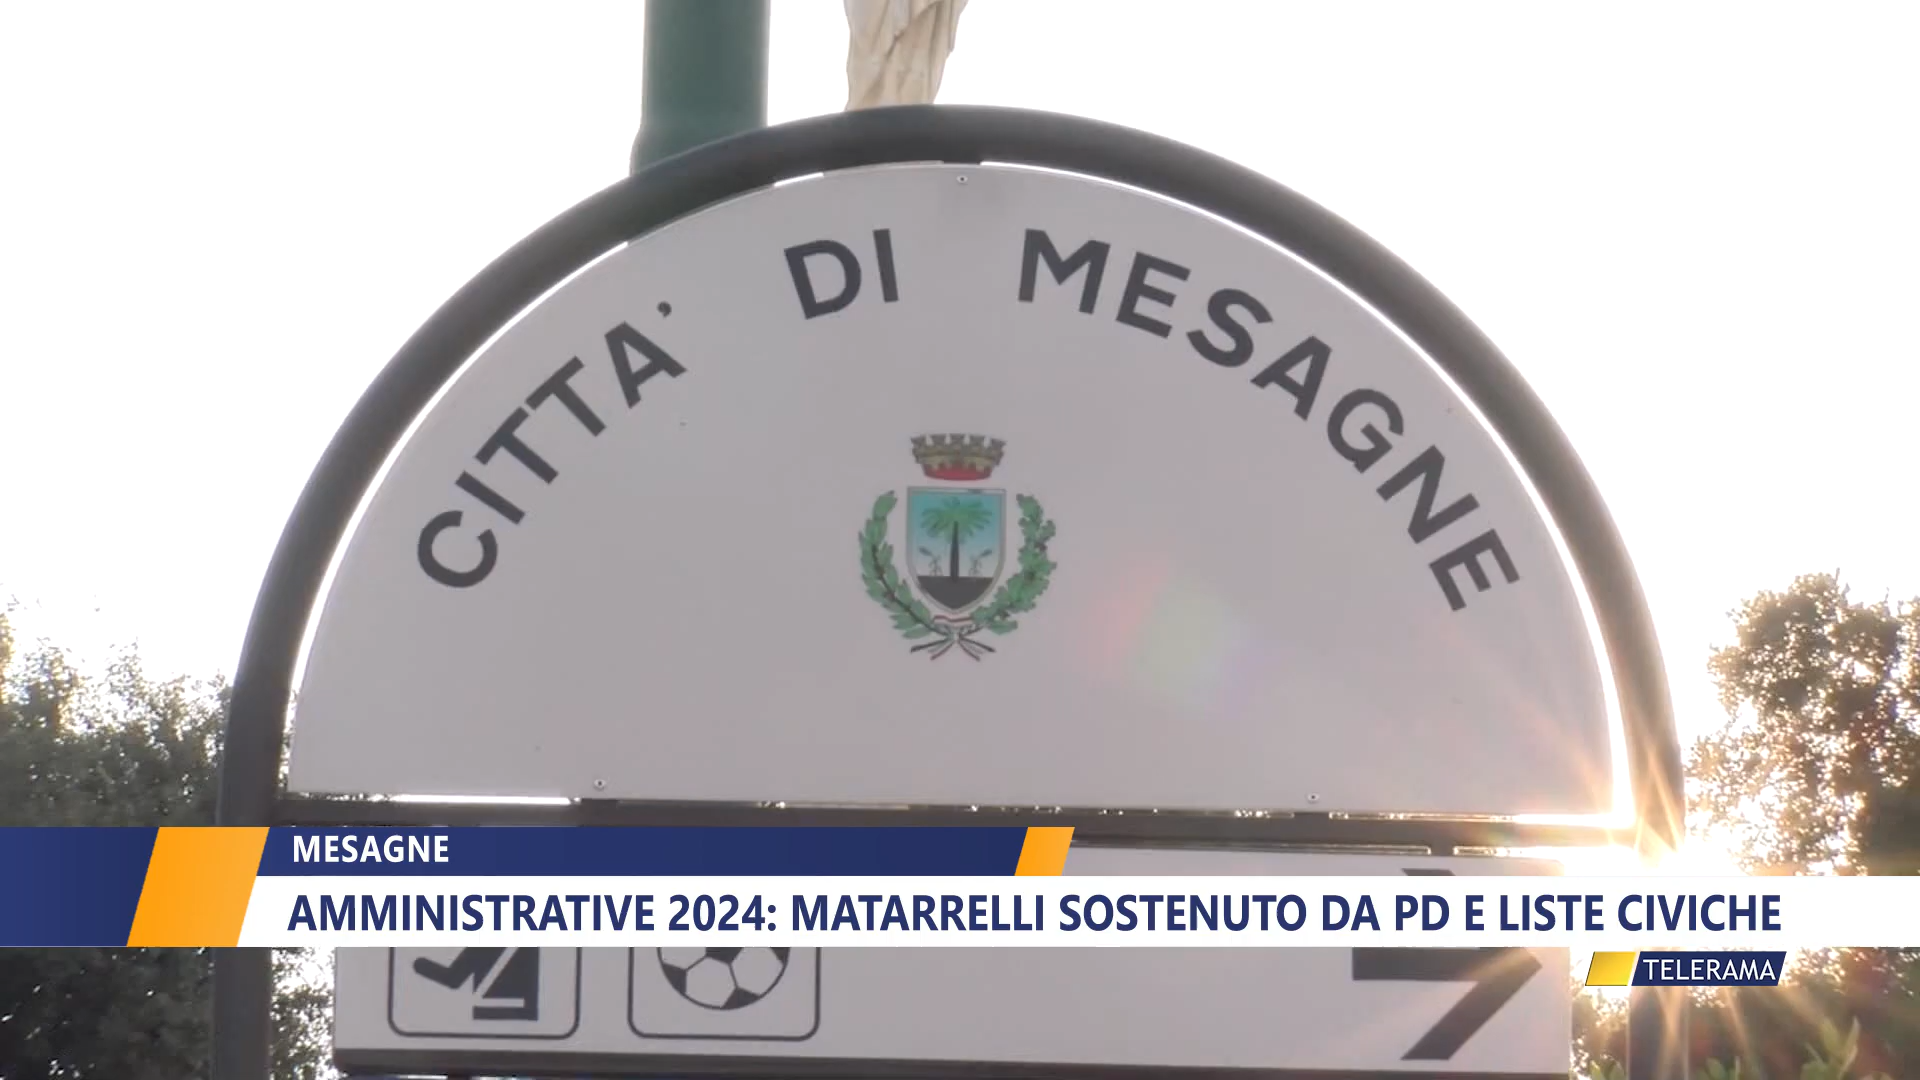 CITTA' DI MESAGNE
MESAGNE
AMMINISTRATIVE 2024: MATARRELLI SOSTENUTO DA PD E LISTE CIVICHE
TELERAMA